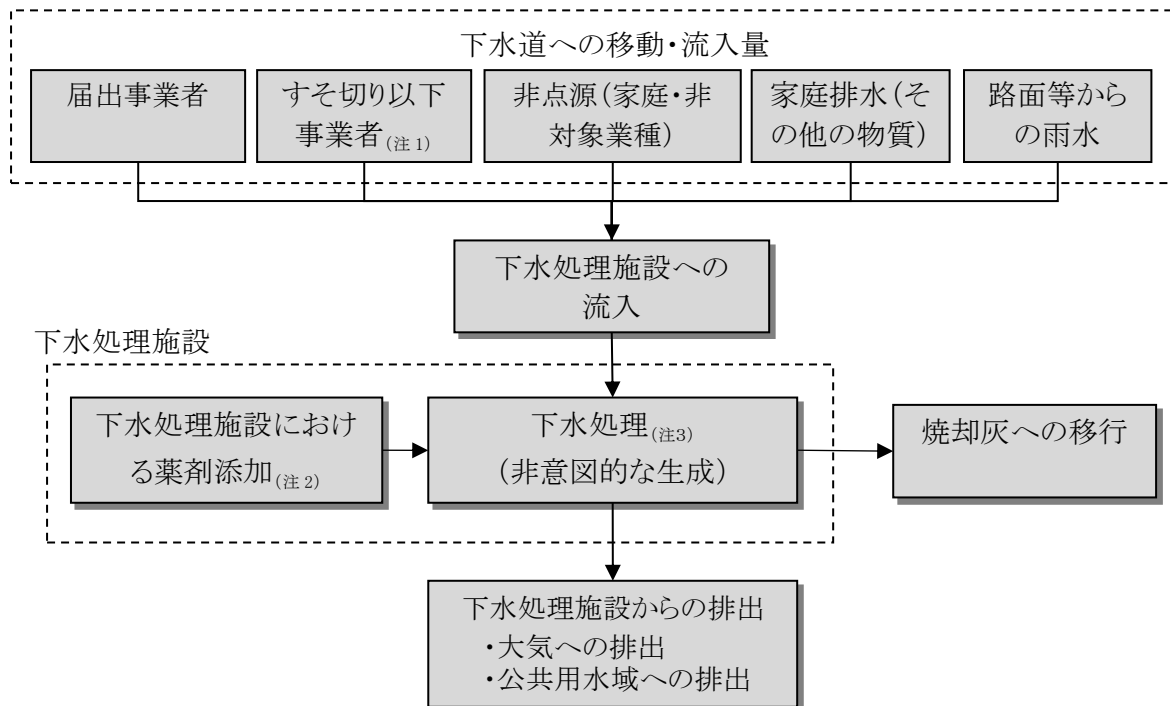 下水道への移動・流入量
届出事業者
すそ切り以下
事業者(注1)
非点源(家庭・非
対象業種)
家庭排水(そ
の他の物質)
路面等から
の雨水
下水処理施設への
流入
下水処理施設
下水処理施設におけ
る薬剤添加(注2)
下水処理(注3)
(非意図的な生成)
焼却灰への移行
下水処理施設からの排出
・大気への排出
・公共用水域への排出